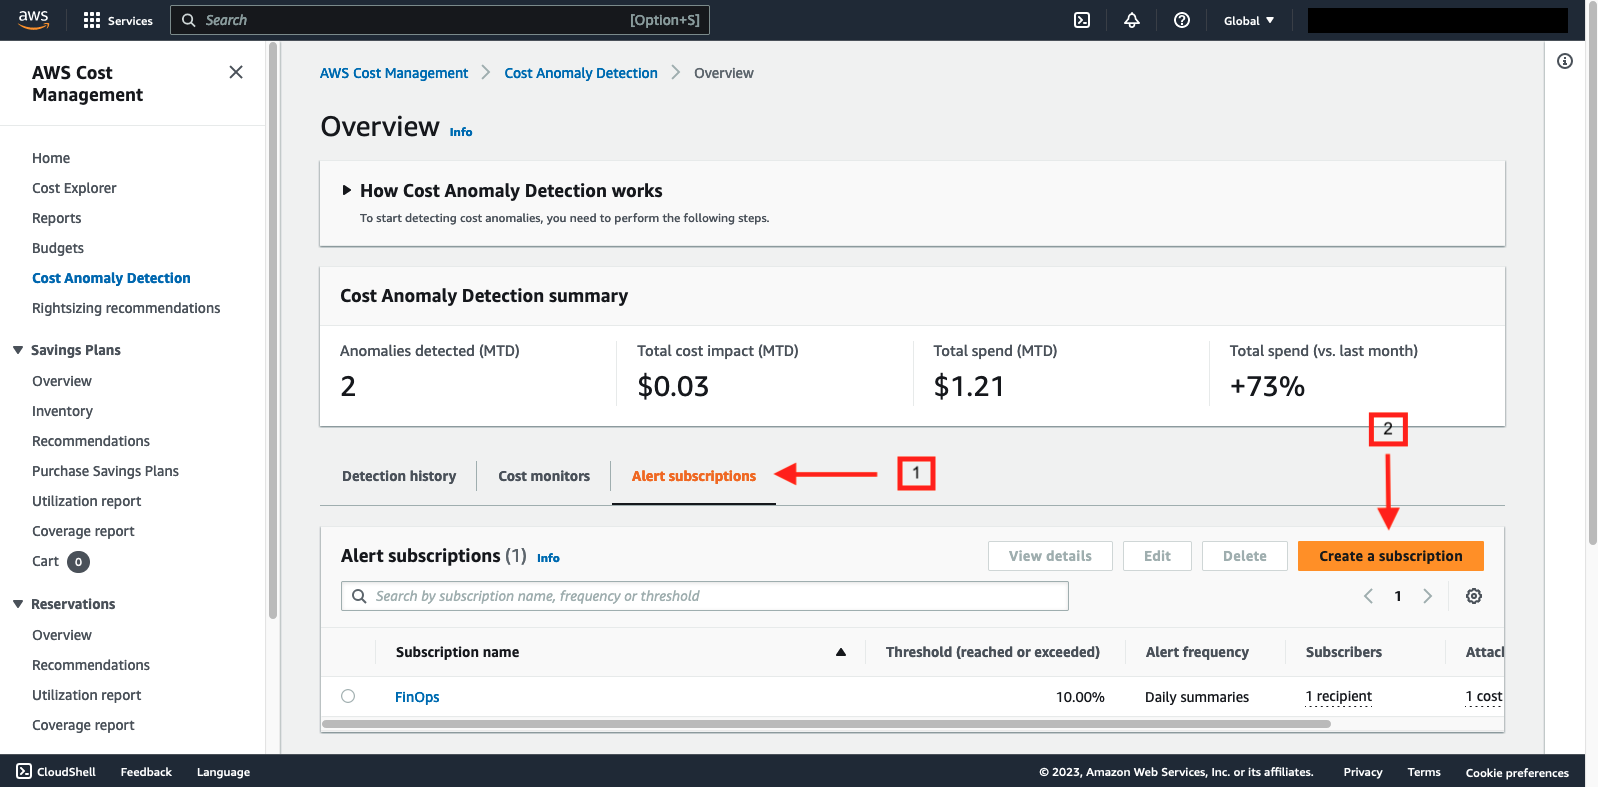 aws
Services
Search
[Option+S]
Global
AWS Cost
Management
Home
Cost Explorer
Reports
Budgets
Cost Anomaly Detection
Rightsizing recommendations
Savings Plans
Overview
Inventory
Recommendations
Purchase Savings Plans
Utilization report
Coverage report
Cart 0
Reservations
Overview
Recommendations
Utilization report
Coverage report
AWS Cost Management
Cost Anomaly Detection
Overview
Overview Info
How Cost Anomaly Detection works
To start detecting cost anomalies, you need to perform the following steps.
Cost Anomaly Detection summary
Anomalies detected (MTD)
2
Total cost impact (MTD)
$0.03
Total spend (MTD)
$1.21
Total spend (vs. last month)
+73%
2
Detection history
Cost monitors
Alert subscriptions
1
Alert subscriptions (1) Info
View details
Edit
Delete
Create a subscription
Search by subscription name, frequency or threshold
1
Subscription name
Threshold (reached or exceeded)
Alert frequency
Subscribers
Attach
FinOps
10.00%
Daily summaries
1 recipient
1 cost
CloudShell
Feedback
Language
© 2023, Amazon Web Services, Inc. or its affiliates.
Privacy
Terms
Cookie preferences